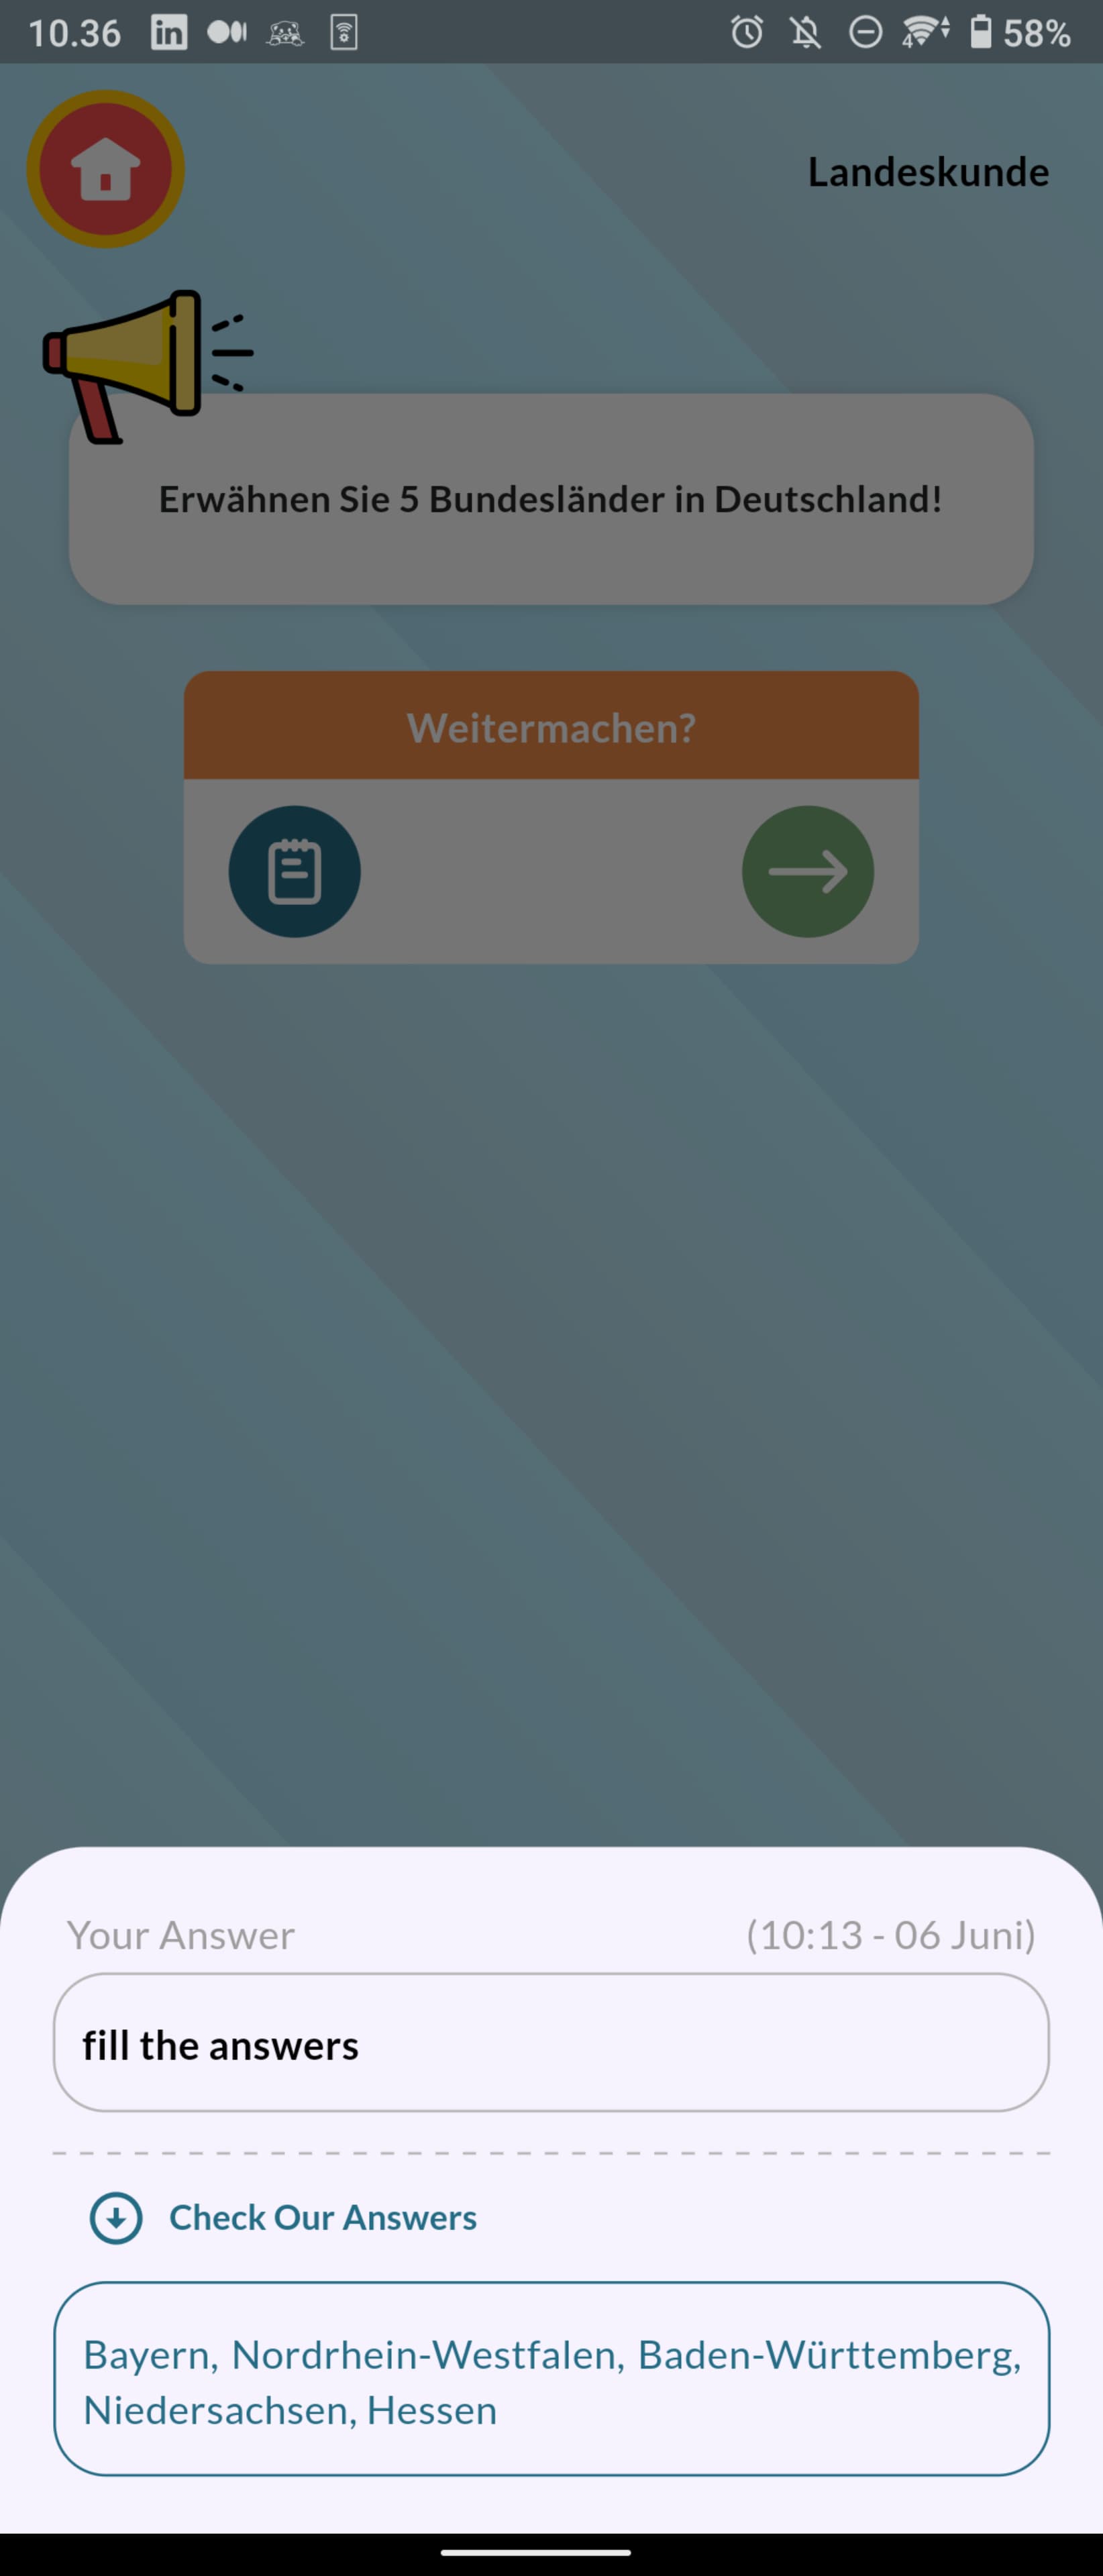 10.36
58%
Landeskunde
Erwähnen Sie 5 Bundesländer in Deutschland!
Weitermachen?
Your Answer (10:13 - 06 Juni)
fill the answers
Check Our Answers
Bayern, Nordrhein-Westfalen, Baden-Württemberg,
Niedersachsen, Hessen